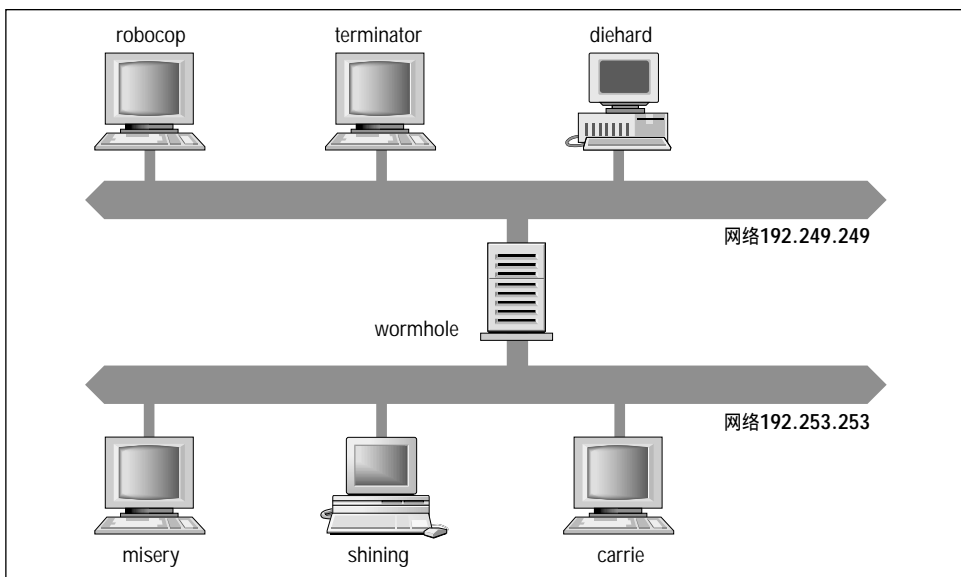 robocop
terminator
diehard
网络192.249.249
wormhole
网络192.253.253
misery
shining
carrie